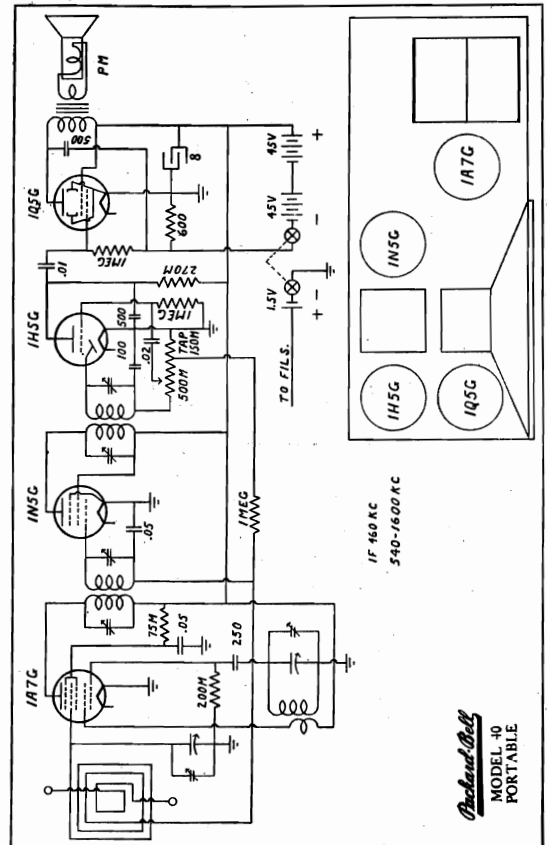 PM
500
1Q5G
8
600
1MEG
.01
270M
1H5G
500
100
.02
1MEG
TAP
150M
500M
45V
45V
1.5V
+
-
-
+
TO FILS.
1N5G
.05
1MEG
1A7G
75M
.05
200M
250
IF 460 KC
540-1600 KC
1A7G
1N5G
1H5G
1Q5G
Packard-Bell
MODEL 40
PORTABLE